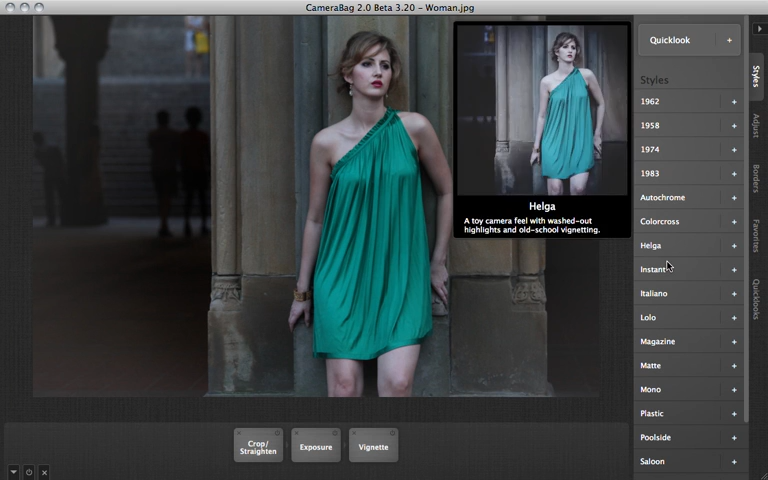 CameraBag 2.0 Beta 3.20 - Woman.jpg
Quicklook +
Styles
1962 +
1958 +
1974 +
1983 +
Autochrome +
Colorcross +
Helga +
Instant +
Italiano +
Lolo +
Magazine +
Matte +
Mono +
Plastic +
Poolside +
Saloon +
Styles
Adjust
Borders
Favorites
Quicklooks
Helga
A toy camera feel with washed-out
highlights and old-school vignetting.
Crop/
Straighten
Exposure
Vignette